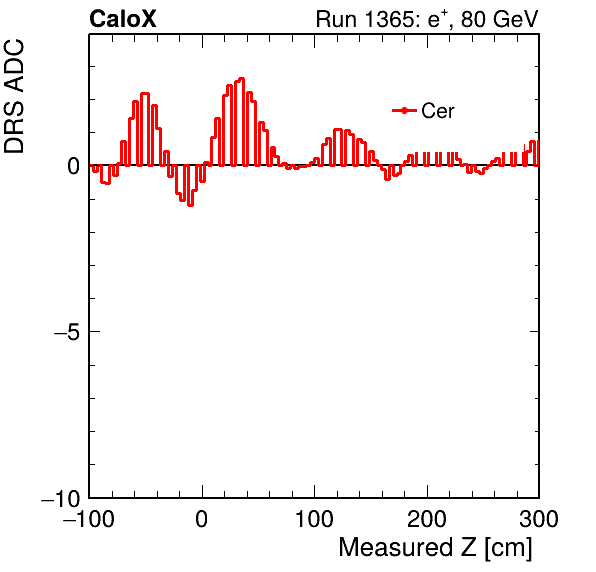 CaloX Run 1365: e⁺, 80 GeV
DRS ADC
Cer
0
−5
−10
−100 0 100 200 300
Measured Z [cm]